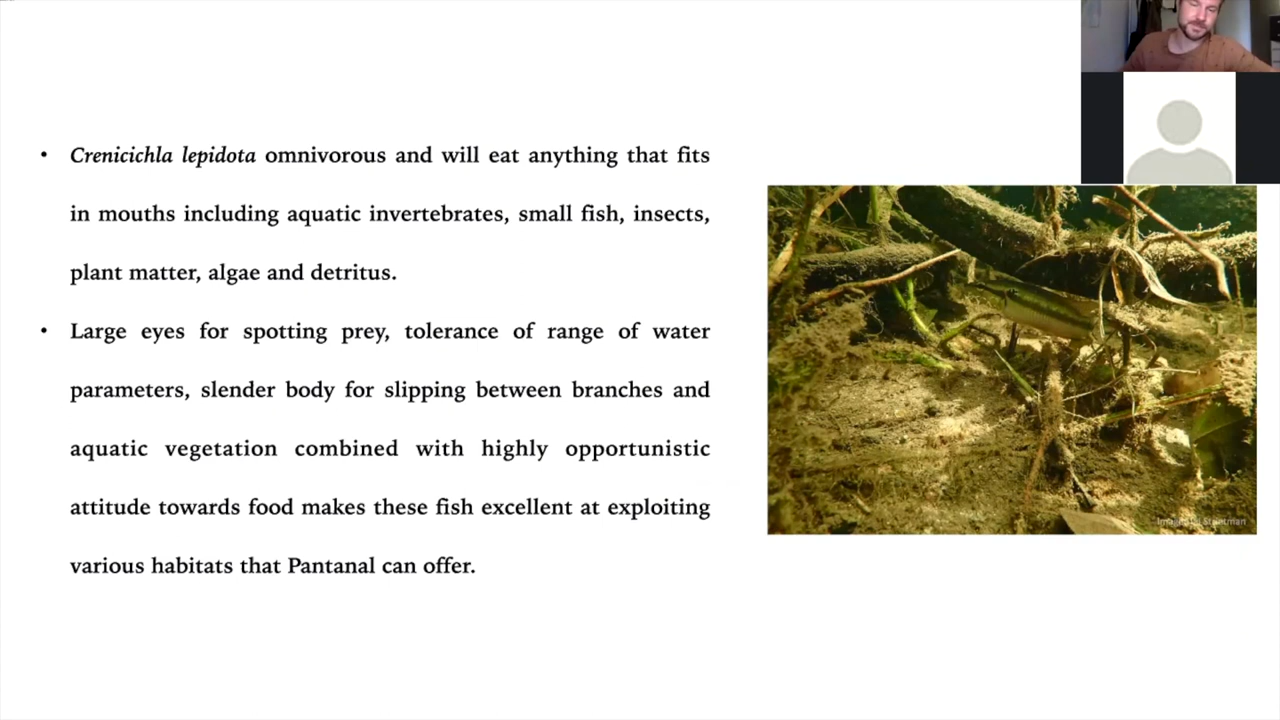 • Crenicichla lepidota omnivorous and will eat anything that fits
in mouths including aquatic invertebrates, small fish, insects,
plant matter, algae and detritus.
• Large eyes for spotting prey, tolerance of range of water
parameters, slender body for slipping between branches and
aquatic vegetation combined with highly opportunistic
attitude towards food makes these fish excellent at exploiting
various habitats that Pantanal can offer.